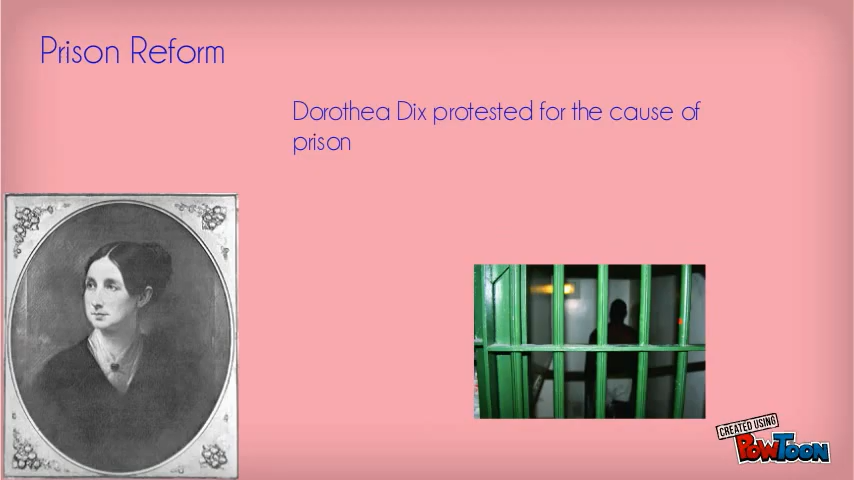 Prison Reform
Dorothea Dix protested for the cause of
prison
CREATED USING
POWTOON